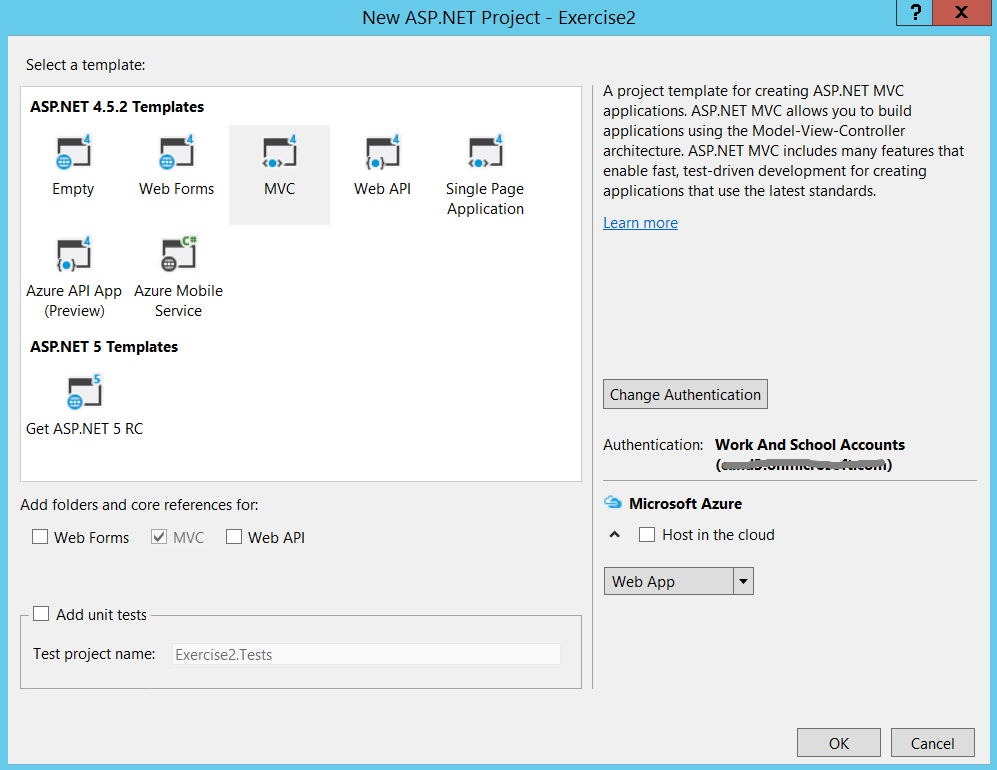 New ASP.NET Project - Exercise2
? X
Select a template:
ASP.NET 4.5.2 Templates
4 4 4 4 4
Empty Web Forms MVC Web API Single Page
Application
4 C#
Azure API App Azure Mobile
(Preview) Service
ASP.NET 5 Templates
5
Get ASP.NET 5 RC
Add folders and core references for:
Web Forms MVC Web API
Add unit tests
Test project name: Exercise2.Tests
A project template for creating ASP.NET MVC
applications. ASP.NET MVC allows you to build
applications using the Model-View-Controller
architecture. ASP.NET MVC includes many features that
enable fast, test-driven development for creating
applications that use the latest standards.
Learn more
Change Authentication
Authentication: Work And School Accounts
Microsoft Azure
Host in the cloud
Web App
OK Cancel